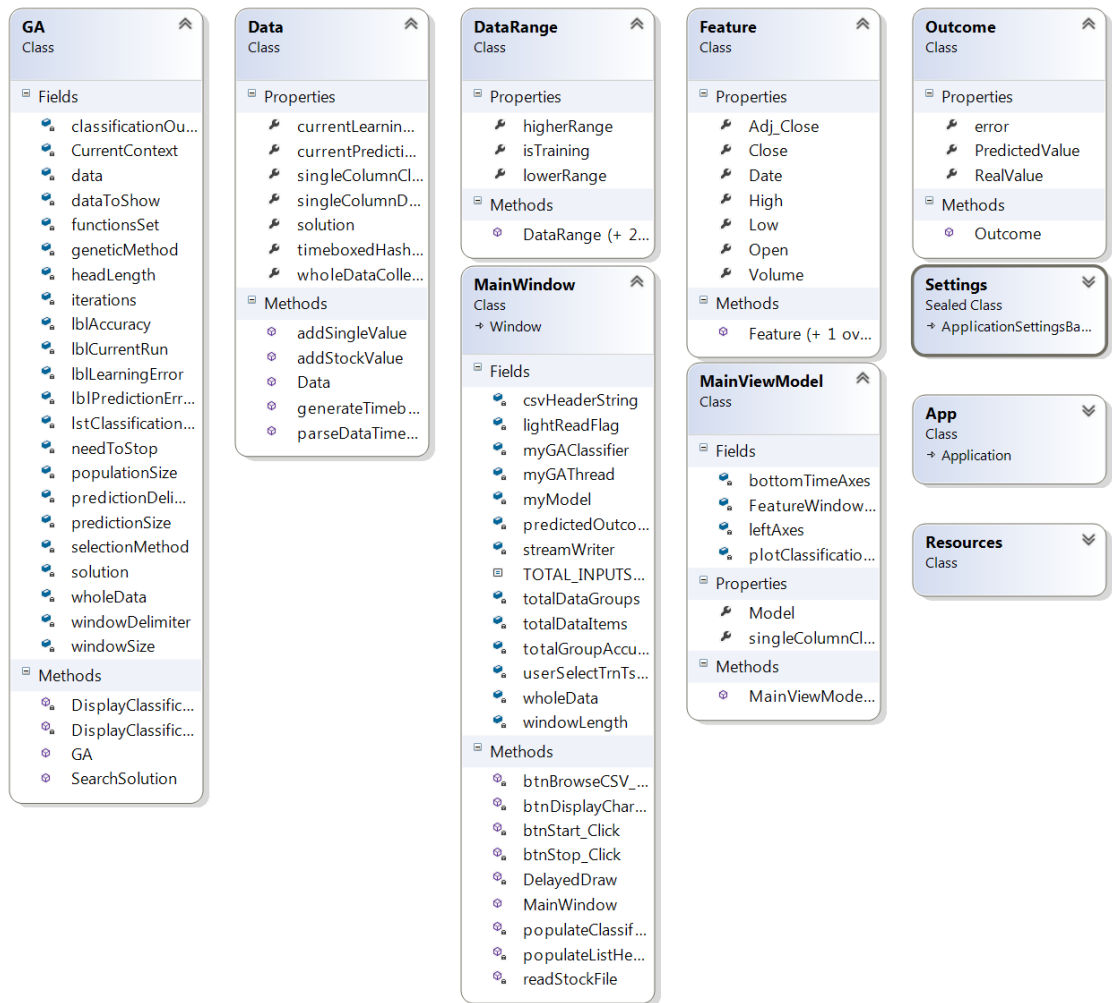 GA
Class
Fields
classificationOu...
CurrentContext
data
dataToShow
functionsSet
geneticMethod
headLength
iterations
lblAccuracy
lblCurrentRun
lblLearningError
lblPredictionErr...
lstClassification...
needToStop
populationSize
predictionDeli...
predictionSize
selectionMethod
solution
wholeData
windowDelimiter
windowSize
Methods
DisplayClassific...
DisplayClassific...
GA
SearchSolution
Data
Class
Properties
currentLearnin...
currentPredicti...
singleColumnCl...
singleColumnD...
solution
timeboxedHash...
wholeDataColle...
Methods
addSingleValue
addStockValue
Data
generateTimeb...
parseDataTime...
DataRange
Class
Properties
higherRange
isTraining
lowerRange
Methods
DataRange (+ 2...
MainWindow
Class
Window
Fields
csvHeaderString
lightReadFlag
myGAClassifier
myGAThread
myModel
predictedOutco...
streamWriter
TOTAL_INPUTS...
totalDataGroups
totalDataItems
totalGroupAccu...
userSelectTrnTs...
wholeData
windowLength
Methods
btnBrowseCSV_...
btnDisplayChar...
btnStart_Click
btnStop_Click
DelayedDraw
MainWindow
populateClassif...
populateListHe...
readStockFile
Feature
Class
Properties
Adj_Close
Close
Date
High
Low
Open
Volume
Methods
Feature (+ 1 ov...
MainViewModel
Class
Fields
bottomTimeAxes
FeatureWindow...
leftAxes
plotClassificatio...
Properties
Model
singleColumnCl...
Methods
MainViewMode...
Outcome
Class
Properties
error
PredictedValue
RealValue
Methods
Outcome
Settings
Sealed Class
ApplicationSettingsBa...
App
Class
Application
Resources
Class